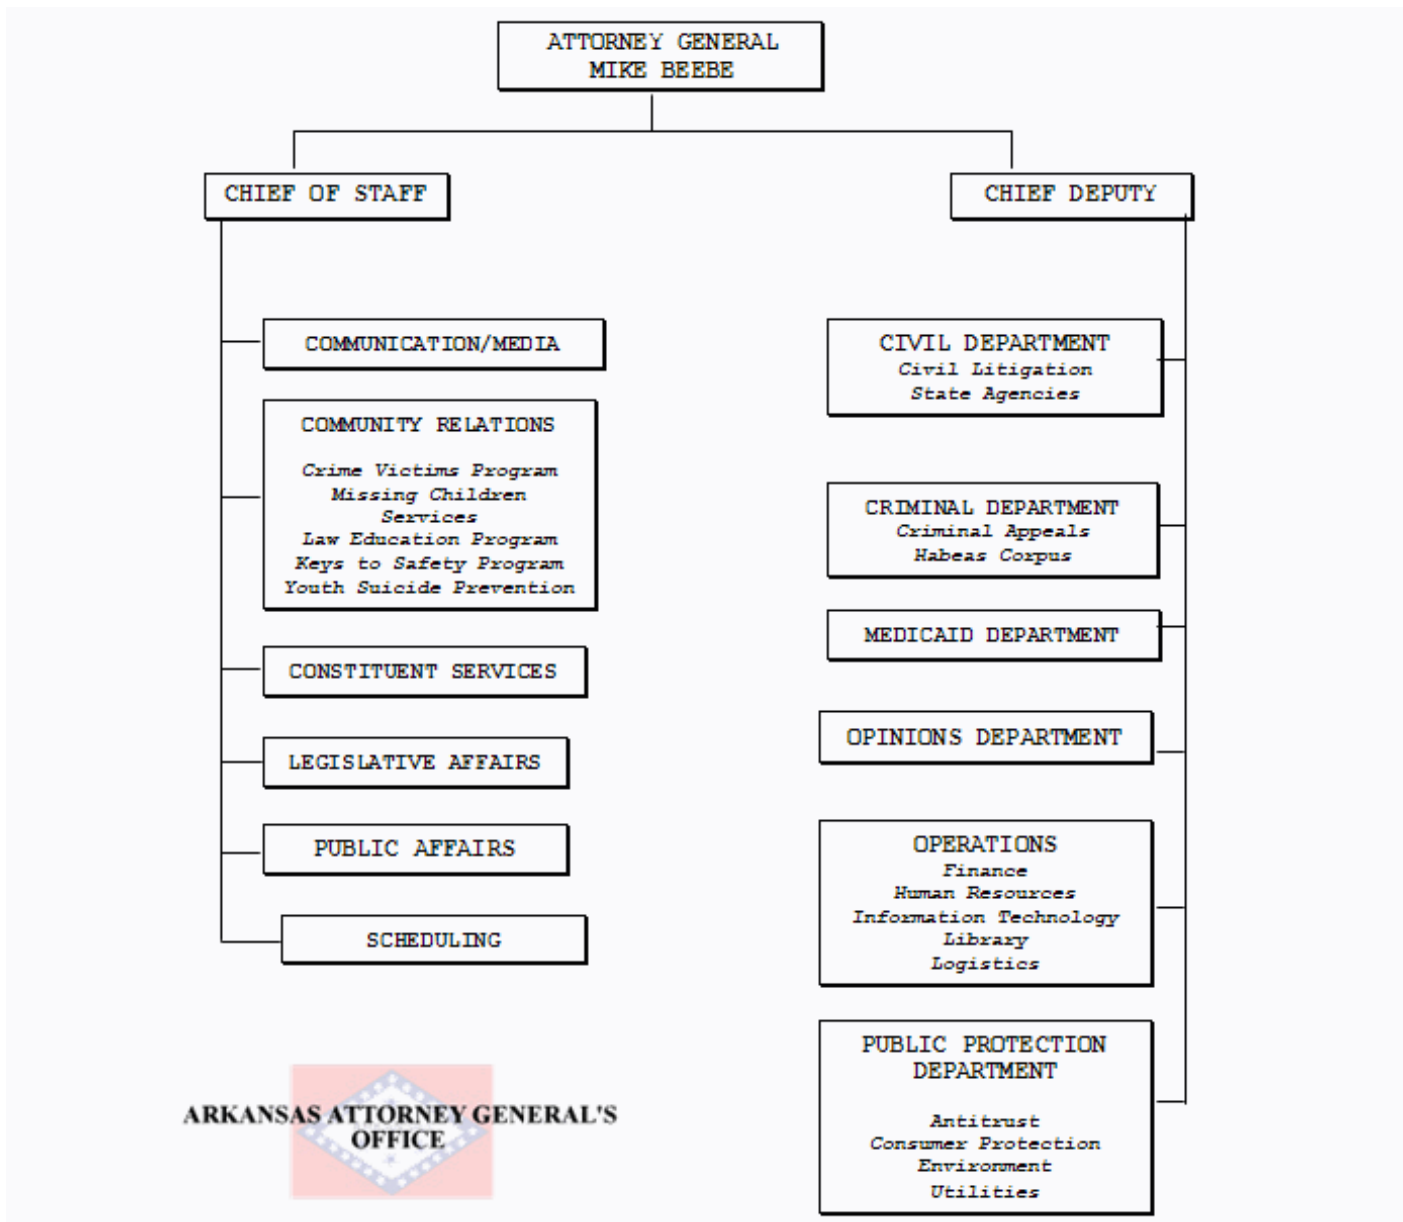 ATTORNEY GENERAL
MIKE BEEBE
CHIEF OF STAFF
CHIEF DEPUTY
COMMUNICATION/MEDIA
COMMUNITY RELATIONS
Crime Victims Program
Missing Children
Services
Law Education Program
Keys to Safety Program
Youth Suicide Prevention
CONSTITUENT SERVICES
LEGISLATIVE AFFAIRS
PUBLIC AFFAIRS
SCHEDULING
CIVIL DEPARTMENT
Civil Litigation
State Agencies
CRIMINAL DEPARTMENT
Criminal Appeals
Habeas Corpus
MEDICAID DEPARTMENT
OPINIONS DEPARTMENT
OPERATIONS
Finance
Human Resources
Information Technology
Library
Logistics
PUBLIC PROTECTION
DEPARTMENT
Antitrust
Consumer Protection
Environment
Utilities
ARKANSAS ATTORNEY GENERAL'S
OFFICE